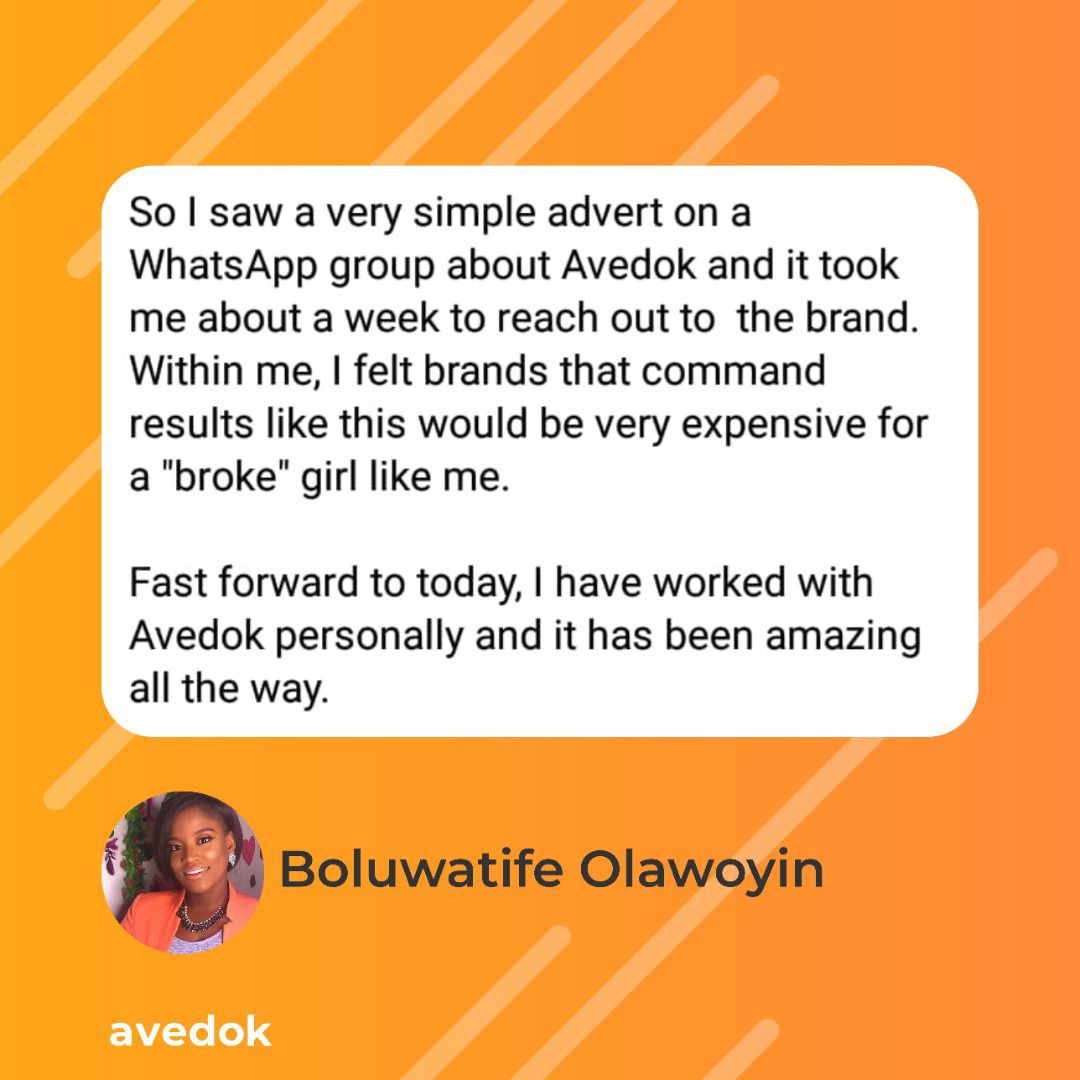 So I saw a very simple advert on a
WhatsApp group about Avedok and it took
me about a week to reach out to  the brand.
Within me, I felt brands that command
results like this would be very expensive for
a "broke" girl like me.
Fast forward to today, I have worked with
Avedok personally and it has been amazing
all the way.
Boluwatife Olawoyin
avedok